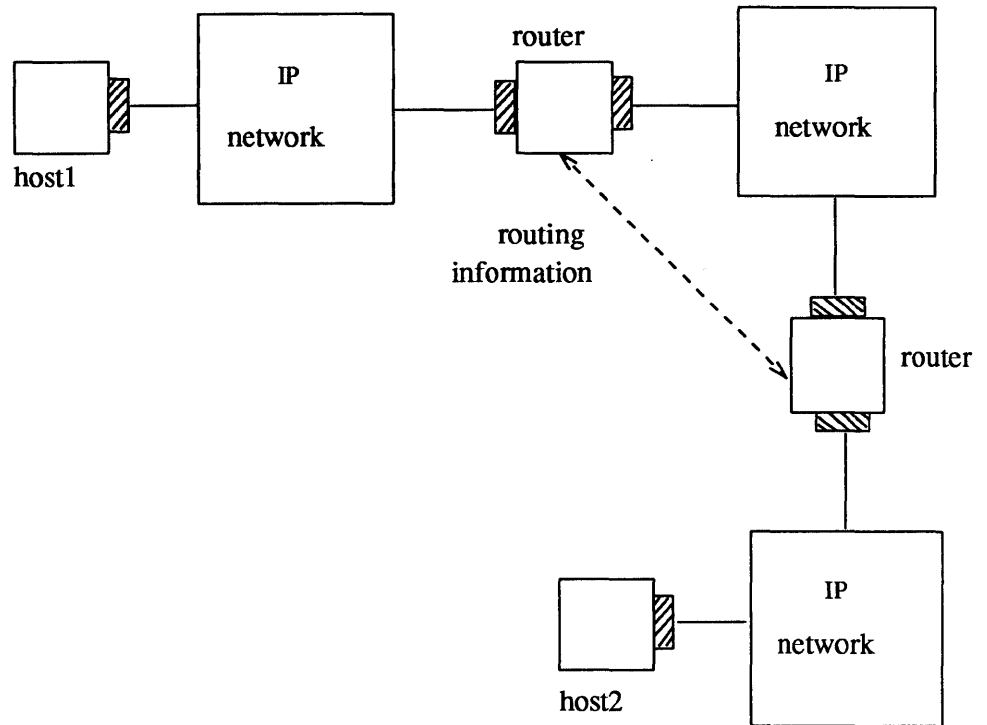 router
IP
network
IP
network
host1
routing
information
router
IP
network
host2